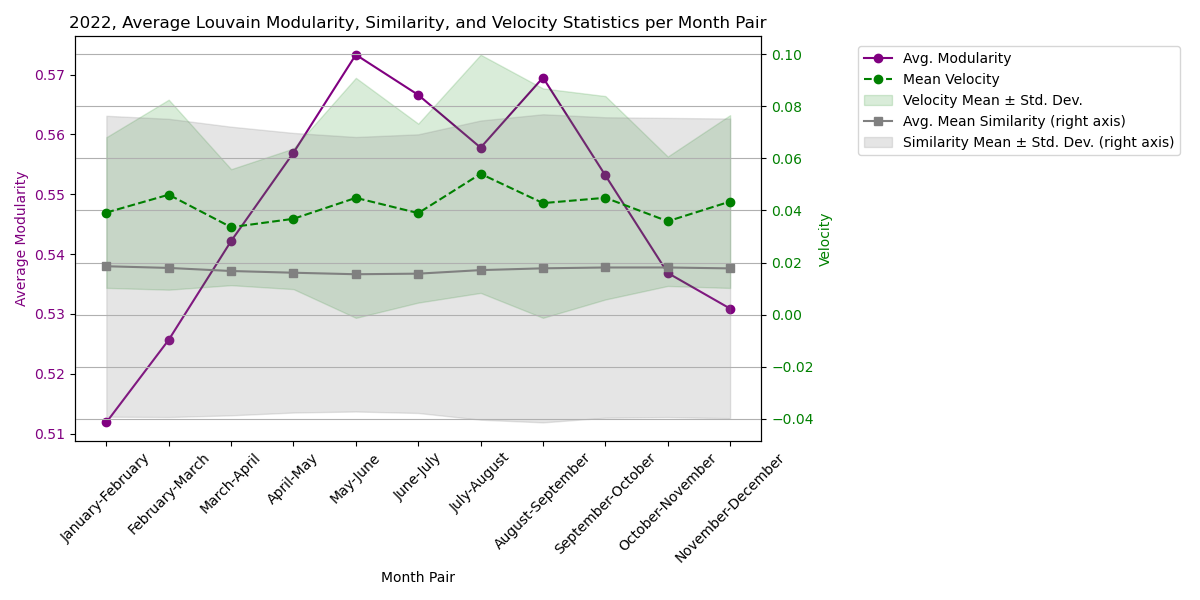 2022, Average Louvain Modularity, Similarity, and Velocity Statistics per Month Pair
Average Modularity
0.57
0.56
0.55
0.54
0.53
0.52
0.51
0.10
0.08
0.06
0.04
0.02
0.00
−0.02
−0.04
Velocity
January-February
February-March
March-April
April-May
May-June
June-July
July-August
August-September
September-October
October-November
November-December
Month Pair
Avg. Modularity
Mean Velocity
Velocity Mean ± Std. Dev.
Avg. Mean Similarity (right axis)
Similarity Mean ± Std. Dev. (right axis)